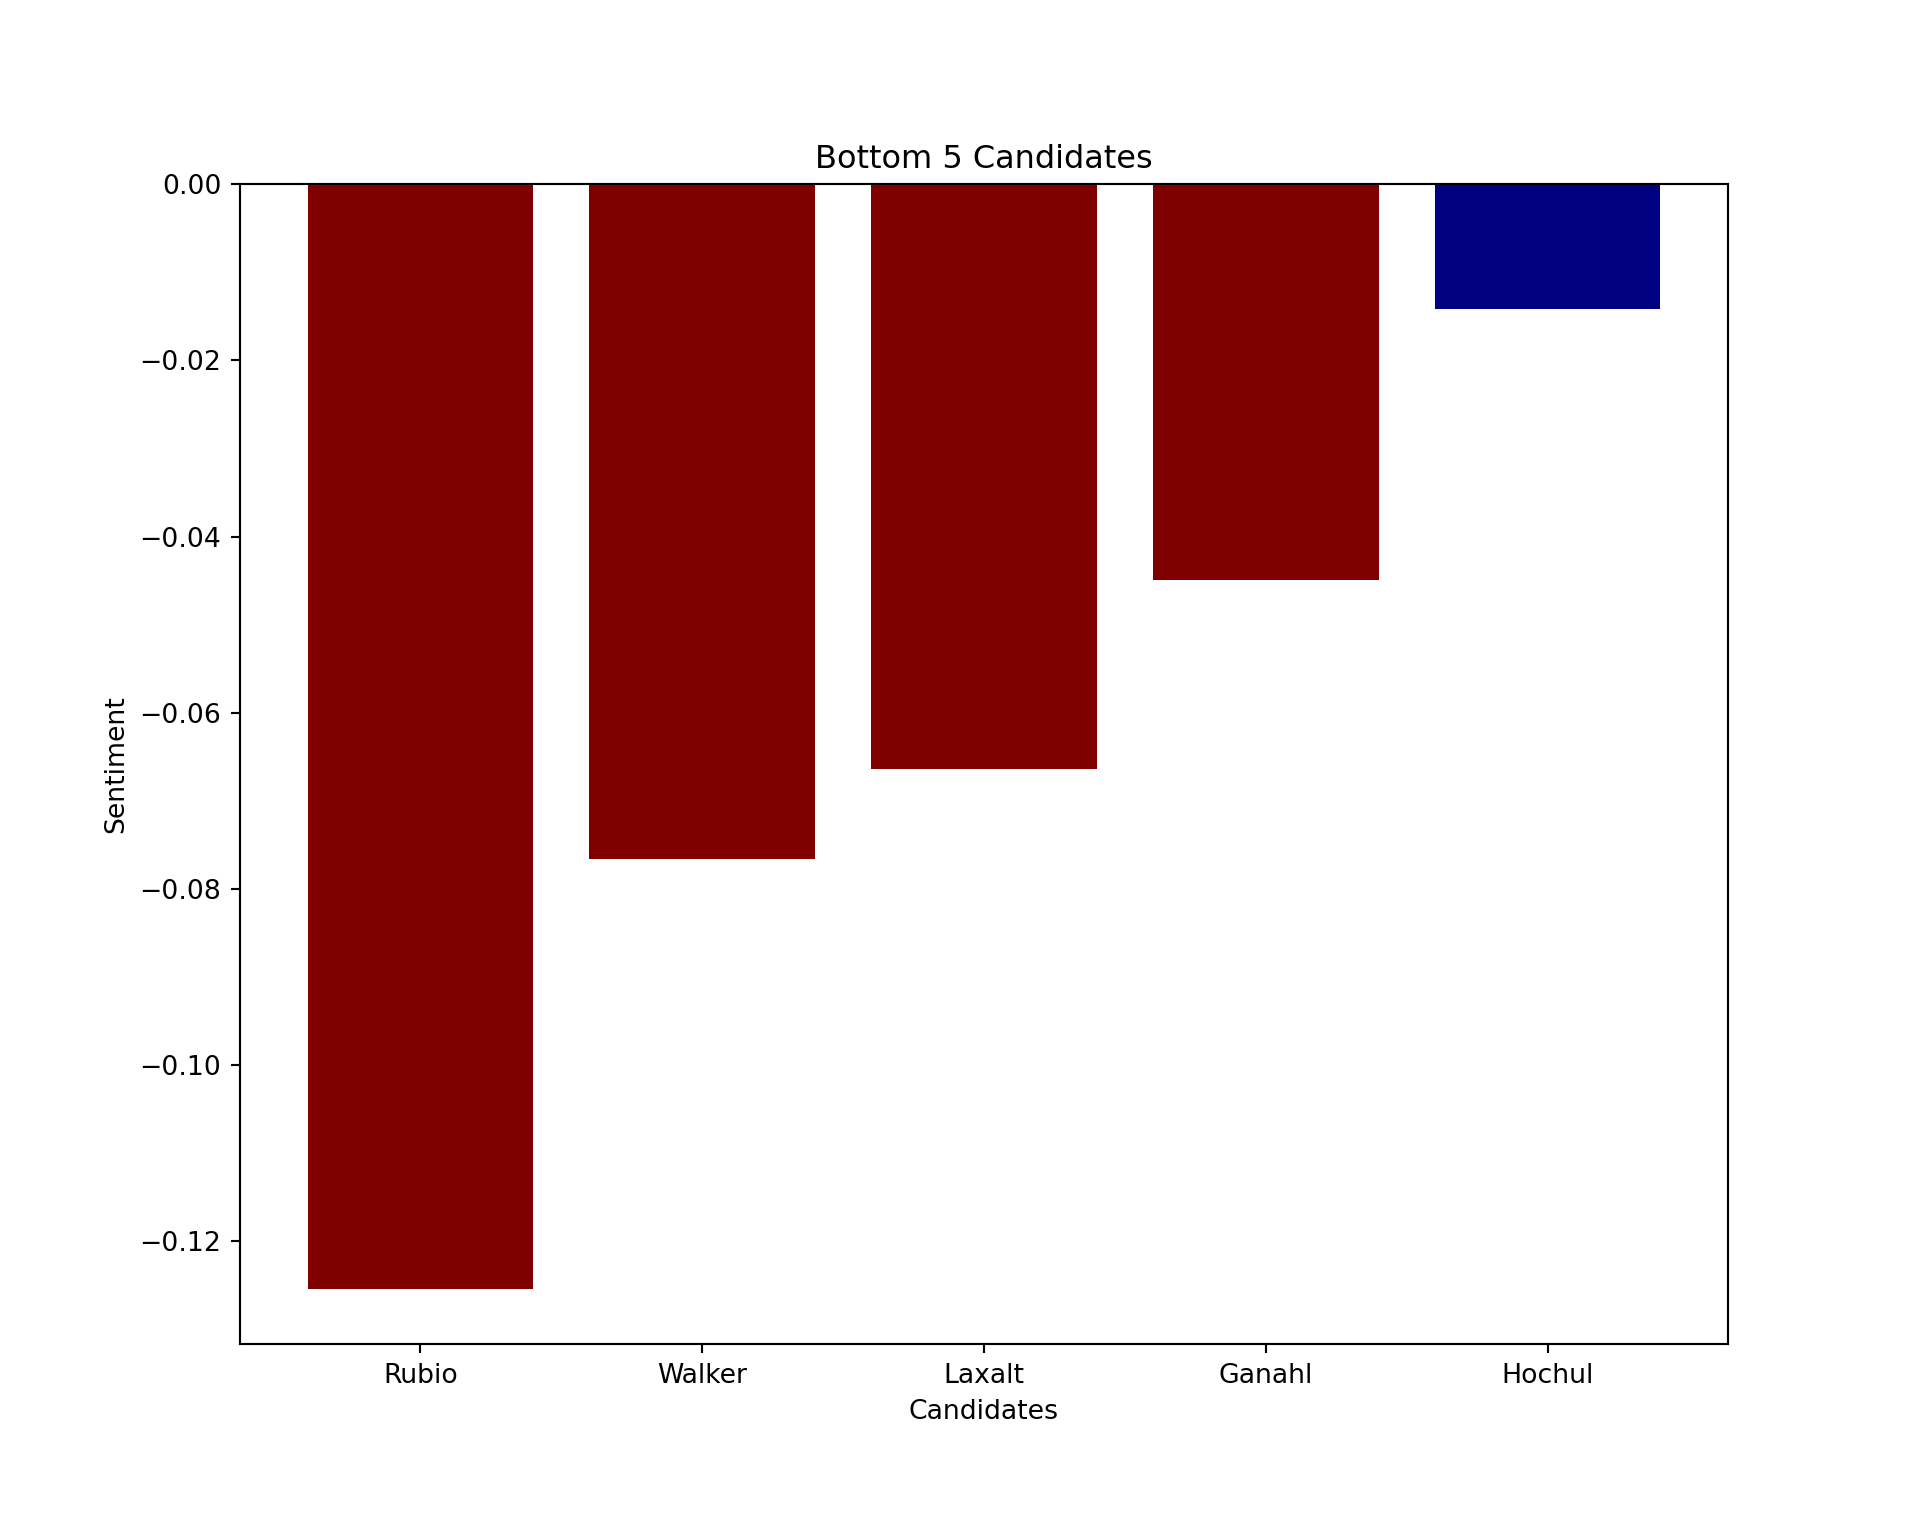 Bottom 5 Candidates
0.00
−0.02
−0.04
−0.06
−0.08
−0.10
−0.12
Sentiment
Rubio Walker Laxalt Ganahl Hochul
Candidates